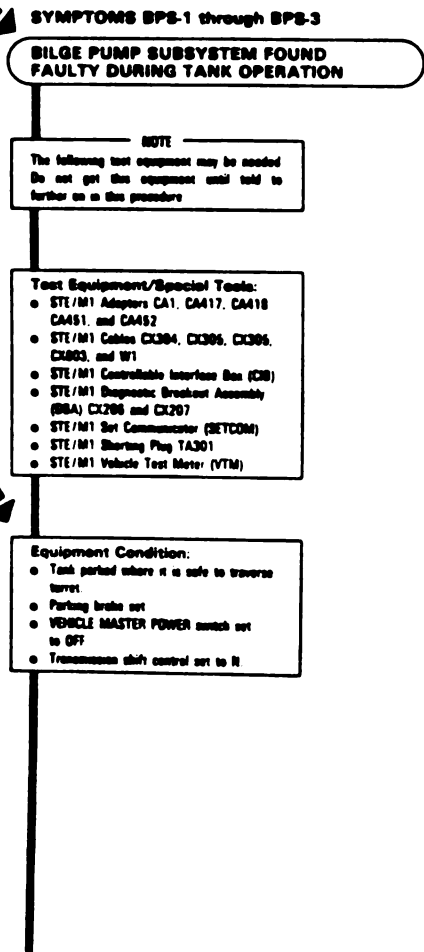 SYMPTOMS BPS-1 through BPS-3
BILGE PUMP SUBSYSTEM FOUND
FAULTY DURING TANK OPERATION
NOTE
The following test equipment may be needed
Do not get this equipment until told to
further on in this procedure
Test Equipment/Special Tools:
● STE/M1 Adapters CA1, CA417, CA418
CA451, and CA452
● STE/M1 Cables CX304, CX305, CX305,
CX603, and W1
● STE/M1 Controllable Interface Box (CIB)
● STE/M1 Diagnostic Breakout Assembly
(DBA) CX206 and CX207
● STE/M1 Set Communicator (SETCOM)
● STE/M1 Shorting Plug TA301
● STE/M1 Vehicle Test Meter (VTM)
Equipment Condition:
● Tank parked where it is safe to traverse
turret.
● Parking brake set
● VEHICLE MASTER POWER switch set
to OFF
● Transmission shift control set to N.